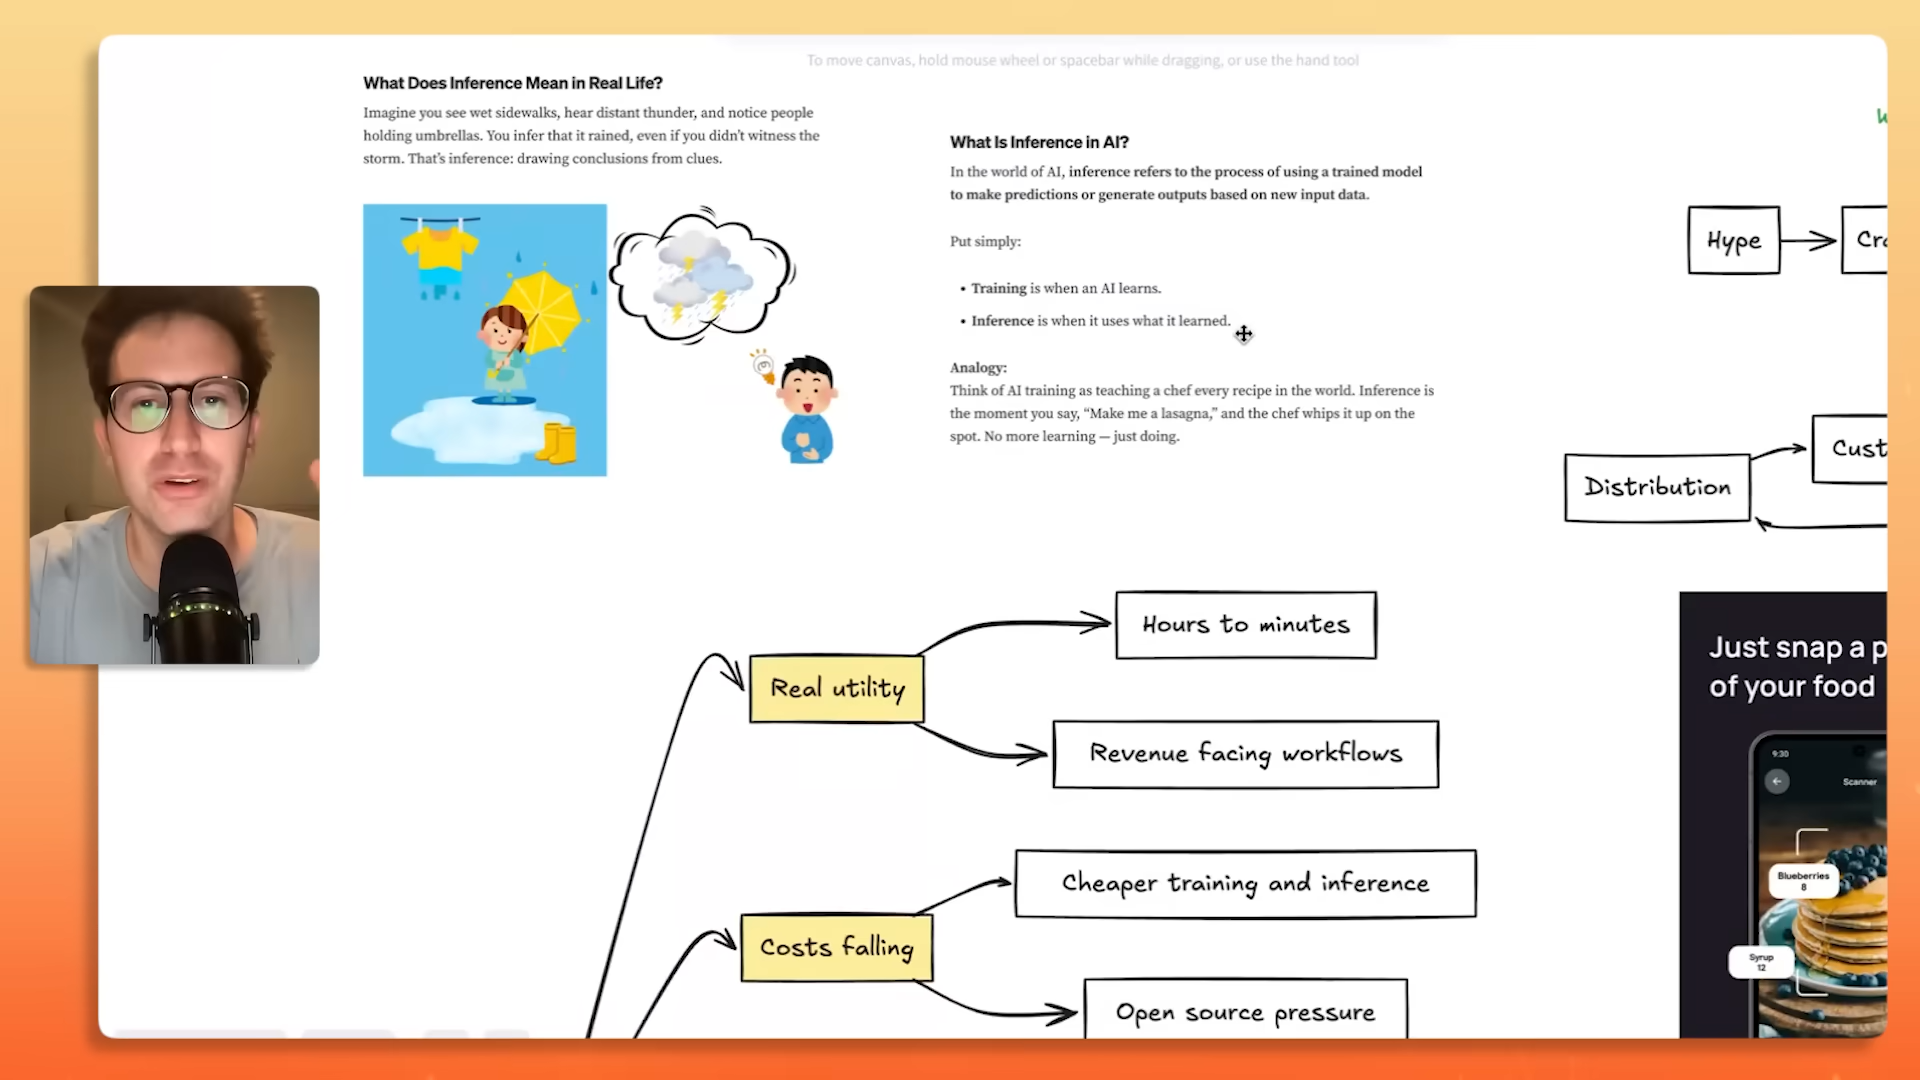 To move canvas, hold mouse wheel or spacebar while dragging, or use the hand tool
What Does Inference Mean in Real Life?
Imagine you see wet sidewalks, hear distant thunder, and notice people
holding umbrellas. You infer that it rained, even if you didn't witness the
storm. That's inference: drawing conclusions from clues.
What Is Inference in AI?
In the world of AI, inference refers to the process of using a trained model
to make predictions or generate outputs based on new input data.
Put simply:
• Training is when an AI learns.
• Inference is when it uses what it learned.
Analogy:
Think of AI training as teaching a chef every recipe in the world. Inference is
the moment you say, “Make me a lasagna,” and the chef whips it up on the
spot. No more learning — just doing.
Hype
Distribution
Hours to minutes
Real utility
Revenue facing workflows
Cheaper training and inference
Costs falling
Open source pressure
Just snap a p
of your food
9:30
Scanner
Blueberries
8
Syrup
12